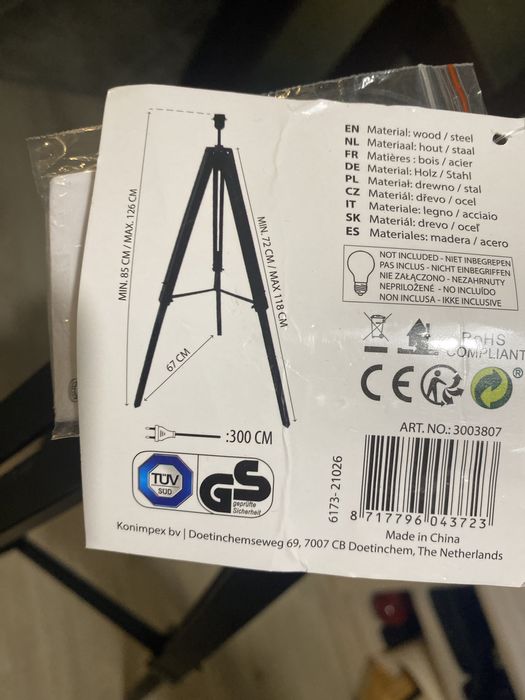 MIN. 85 CM / MAX. 126 CM
MIN. 72 CM / MAX 118 CM
67 CM
:300 CM
TÜV
SÜD
GS
geprüfte
Sicherheit
EN Material: wood / steel
NL Materiaal: hout / staal
FR Matières : bois / acier
DE Material: Holz / Stahl
PL Materiał: drewno / stal
CZ Materiál: dřevo / ocel
IT Materiale: legno / acciaio
SK Materiál: drevo / oceľ
ES Materiales: madera / acero
NOT INCLUDED - NIET INBEGREPEN
PAS INCLUS - NICHT EINBEGRIFFEN
NIE ZAŁĄCZONO - NEZAHRNUTY
NEPRILOŽENÉ - NO INCLUÍDO
NON INCLUSA - IKKE INCLUSIVE
RoHS
COMPLIANT
CE
®
ART. NO.: 3003807
6173-21026
8 717796 043723
Made in China
Konimpex bv | Doetinchemseweg 69, 7007 CB Doetinchem, The Netherlands